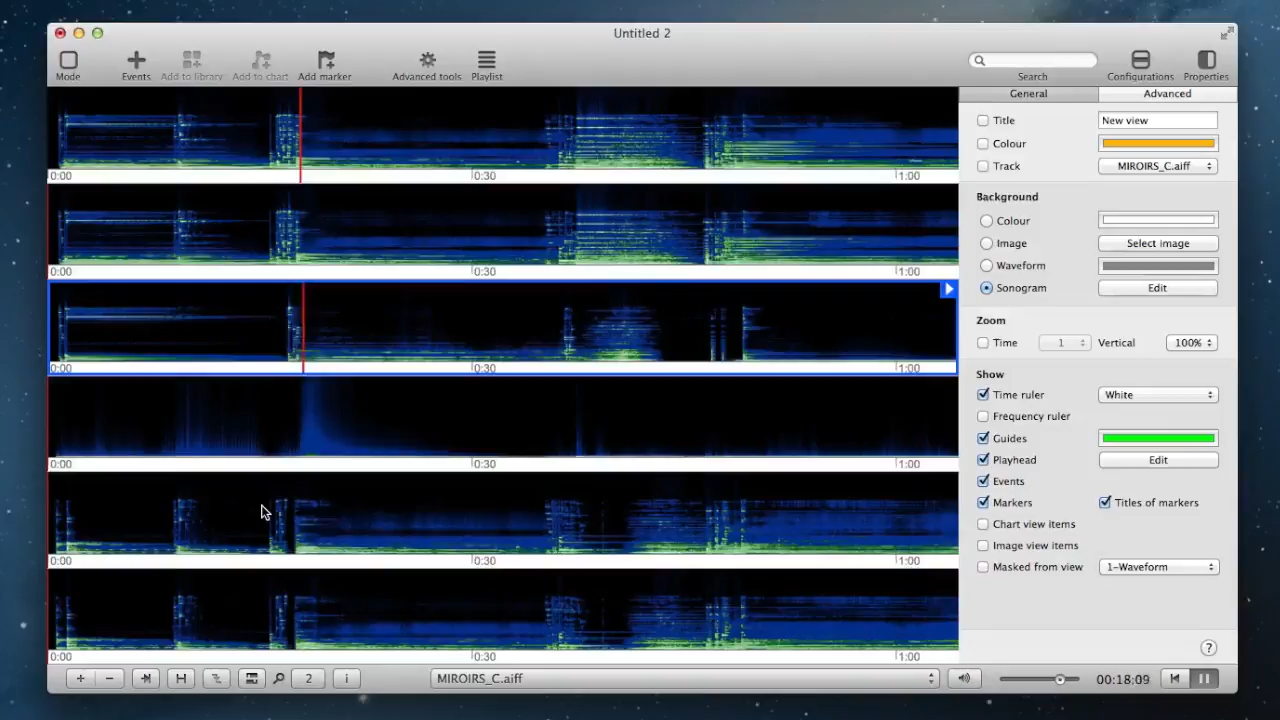 Untitled 2
Mode Events Add to library Add to chart Add marker Advanced tools Playlist Search Configurations Properties
General Advanced
Title New view
Colour
Track MIROIRS_C.aiff
Background
Colour
Image Select image
Waveform
Sonogram Edit
Zoom
Time 1 Vertical 100%
Show
Time ruler White
Frequency ruler
Guides
Playhead Edit
Events
Markers Titles of markers
Chart view items
Image view items
Masked from view 1-Waveform
?
0:00 0:30 1:00
0:00 0:30 1:00
0:00 0:30 1:00
0:00 0:30 1:00
0:00 0:30 1:00
0:00 0:30 1:00
2 i MIROIRS_C.aiff 00:18:09